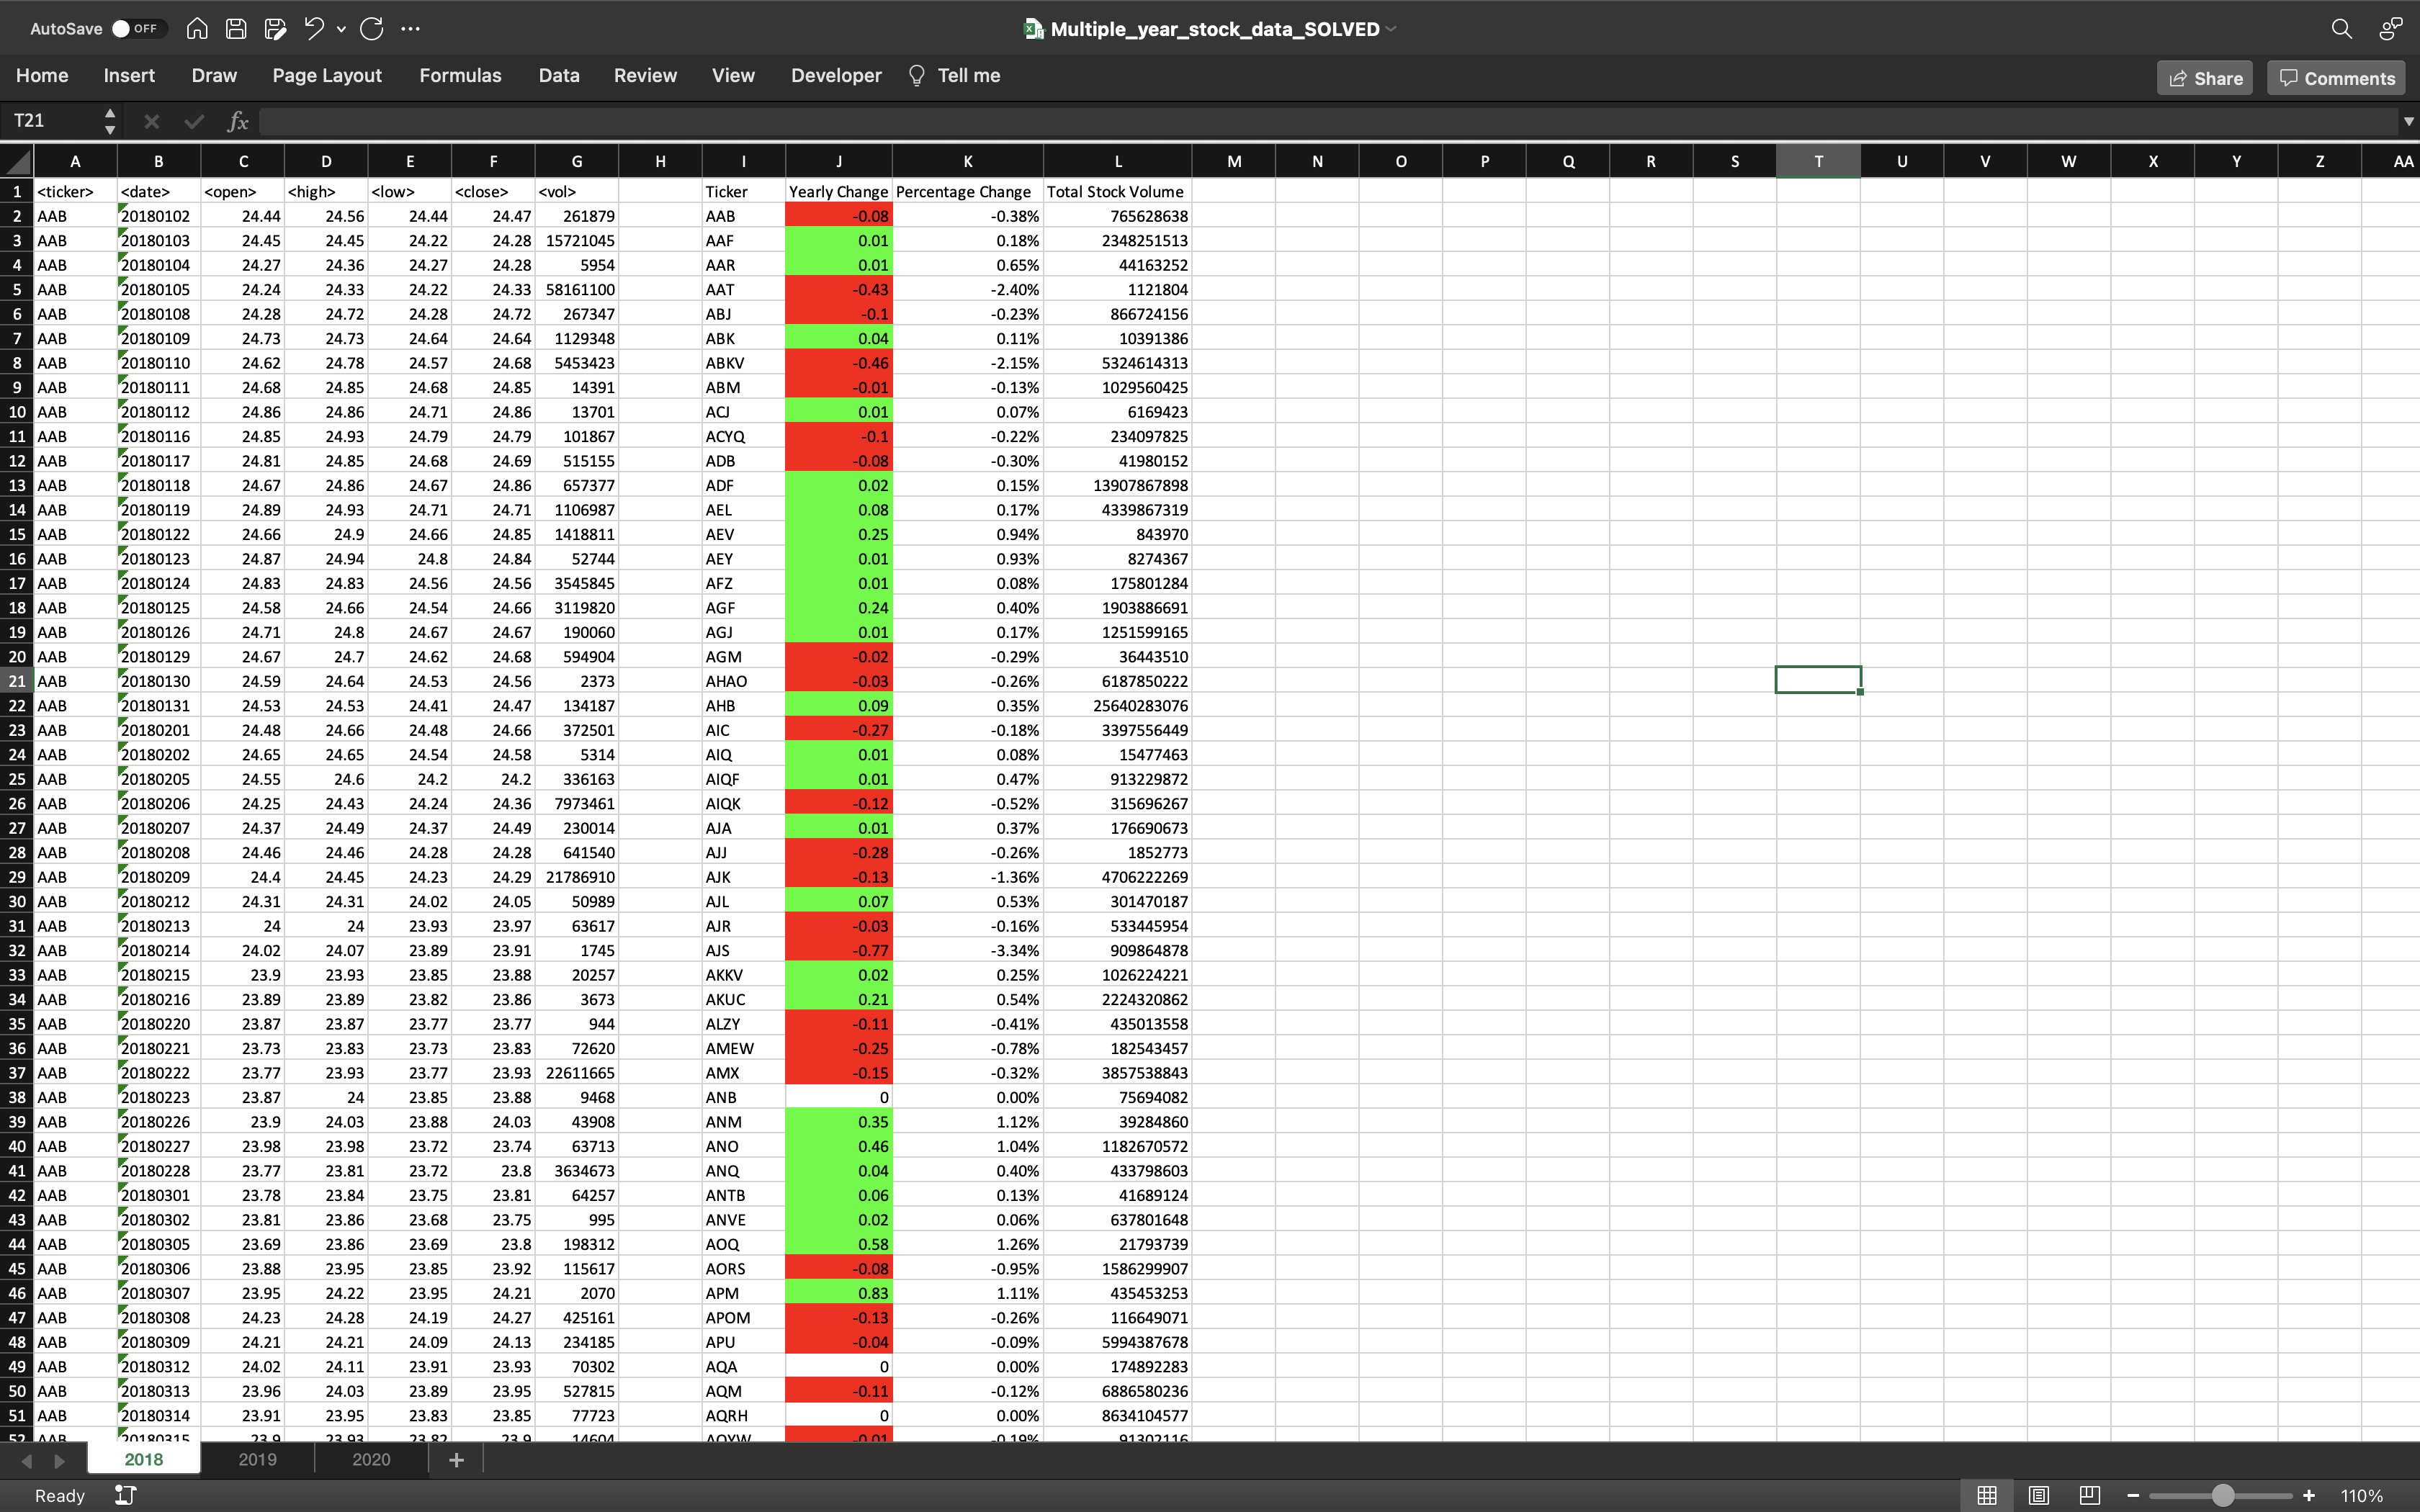 AutoSave OFF Multiple_year_stock_data_SOLVED
Home Insert Draw Page Layout Formulas Data Review View Developer Tell me Share Comments
T21 fx
A B C D E F G H I J K L M N O P Q R S T U V W X Y Z AA
1 <ticker> <date> <open> <high> <low> <close> <vol> Ticker Yearly Change Percentage Change Total Stock Volume
2 AAB 20180102 24.44 24.56 24.44 24.47 261879 AAB -0.08 -0.38% 765628638
3 AAB 20180103 24.45 24.45 24.22 24.28 15721045 AAF 0.01 0.18% 2348251513
4 AAB 20180104 24.27 24.36 24.27 24.28 5954 AAR 0.01 0.65% 44163252
5 AAB 20180105 24.24 24.33 24.22 24.33 58161100 AAT -0.43 -2.40% 1121804
6 AAB 20180108 24.28 24.72 24.28 24.72 267347 ABJ -0.1 -0.23% 866724156
7 AAB 20180109 24.73 24.73 24.64 24.64 1129348 ABK 0.04 0.11% 10391386
8 AAB 20180110 24.62 24.78 24.57 24.68 5453423 ABKV -0.46 -2.15% 5324614313
9 AAB 20180111 24.68 24.85 24.68 24.85 14391 ABM -0.01 -0.13% 1029560425
10 AAB 20180112 24.86 24.86 24.71 24.86 13701 ACJ 0.01 0.07% 6169423
11 AAB 20180116 24.85 24.93 24.79 24.79 101867 ACYQ -0.1 -0.22% 234097825
12 AAB 20180117 24.81 24.85 24.68 24.69 515155 ADB -0.08 -0.30% 41980152
13 AAB 20180118 24.67 24.86 24.67 24.86 657377 ADF 0.02 0.15% 13907867898
14 AAB 20180119 24.89 24.93 24.71 24.71 1106987 AEL 0.08 0.17% 4339867319
15 AAB 20180122 24.66 24.9 24.66 24.85 1418811 AEV 0.25 0.94% 843970
16 AAB 20180123 24.87 24.94 24.8 24.84 52744 AEY 0.01 0.93% 8274367
17 AAB 20180124 24.83 24.83 24.56 24.56 3545845 AFZ 0.01 0.08% 175801284
18 AAB 20180125 24.58 24.66 24.54 24.66 3119820 AGF 0.24 0.40% 1903886691
19 AAB 20180126 24.71 24.8 24.67 24.67 190060 AGJ 0.01 0.17% 1251599165
20 AAB 20180129 24.67 24.7 24.62 24.68 594904 AGM -0.02 -0.29% 36443510
21 AAB 20180130 24.59 24.64 24.53 24.56 2373 AHAO -0.03 -0.26% 6187850222
22 AAB 20180131 24.53 24.53 24.41 24.47 134187 AHB 0.09 0.35% 25640283076
23 AAB 20180201 24.48 24.66 24.48 24.66 372501 AIC -0.27 -0.18% 3397556449
24 AAB 20180202 24.65 24.65 24.54 24.58 5314 AIQ 0.01 0.08% 15477463
25 AAB 20180205 24.55 24.6 24.2 24.2 336163 AIQF 0.01 0.47% 913229872
26 AAB 20180206 24.25 24.43 24.24 24.36 7973461 AIQK -0.12 -0.52% 315696267
27 AAB 20180207 24.37 24.49 24.37 24.49 230014 AJA 0.01 0.37% 176690673
28 AAB 20180208 24.46 24.46 24.28 24.28 641540 AJJ -0.28 -0.26% 1852773
29 AAB 20180209 24.4 24.45 24.23 24.29 21786910 AJK -0.13 -1.36% 4706222269
30 AAB 20180212 24.31 24.31 24.02 24.05 50989 AJL 0.07 0.53% 301470187
31 AAB 20180213 24 24 23.93 23.97 63617 AJR -0.03 -0.16% 533445954
32 AAB 20180214 24.02 24.07 23.89 23.91 1745 AJS -0.77 -3.34% 909864878
33 AAB 20180215 23.9 23.93 23.85 23.88 20257 AKKV 0.02 0.25% 1026224221
34 AAB 20180216 23.89 23.89 23.82 23.86 3673 AKUC 0.21 0.54% 2224320862
35 AAB 20180220 23.87 23.87 23.77 23.77 944 ALZY -0.11 -0.41% 435013558
36 AAB 20180221 23.73 23.83 23.73 23.83 72620 AMEW -0.25 -0.78% 182543457
37 AAB 20180222 23.77 23.93 23.77 23.93 22611665 AMX -0.15 -0.32% 3857538843
38 AAB 20180223 23.87 24 23.85 23.88 9468 ANB 0 0.00% 75694082
39 AAB 20180226 23.9 24.03 23.88 24.03 43908 ANM 0.35 1.12% 39284860
40 AAB 20180227 23.98 23.98 23.72 23.74 63713 ANO 0.46 1.04% 1182670572
41 AAB 20180228 23.77 23.81 23.72 23.8 3634673 ANQ 0.04 0.40% 433798603
42 AAB 20180301 23.78 23.84 23.75 23.81 64257 ANTB 0.06 0.13% 41689124
43 AAB 20180302 23.81 23.86 23.68 23.75 995 ANVE 0.02 0.06% 637801648
44 AAB 20180305 23.69 23.86 23.69 23.8 198312 AOQ 0.58 1.26% 21793739
45 AAB 20180306 23.88 23.95 23.85 23.92 115617 AORS -0.08 -0.95% 1586299907
46 AAB 20180307 23.95 24.22 23.95 24.21 2070 APM 0.83 1.11% 435453253
47 AAB 20180308 24.23 24.28 24.19 24.27 425161 APOM -0.13 -0.26% 116649071
48 AAB 20180309 24.21 24.21 24.09 24.13 234185 APU -0.04 -0.09% 5994387678
49 AAB 20180312 24.02 24.11 23.91 23.93 70302 AQA 0 0.00% 174892283
50 AAB 20180313 23.96 24.03 23.89 23.95 527815 AQM -0.11 -0.12% 6886580236
51 AAB 20180314 23.91 23.95 23.83 23.85 77723 AQRH 0 0.00% 8634104577
52 AAB 20180315 23.9 23.93 23.82 23.9 14604 AQYW -0.01 -0.19% 91302116
2018 2019 2020 +
Ready 110%